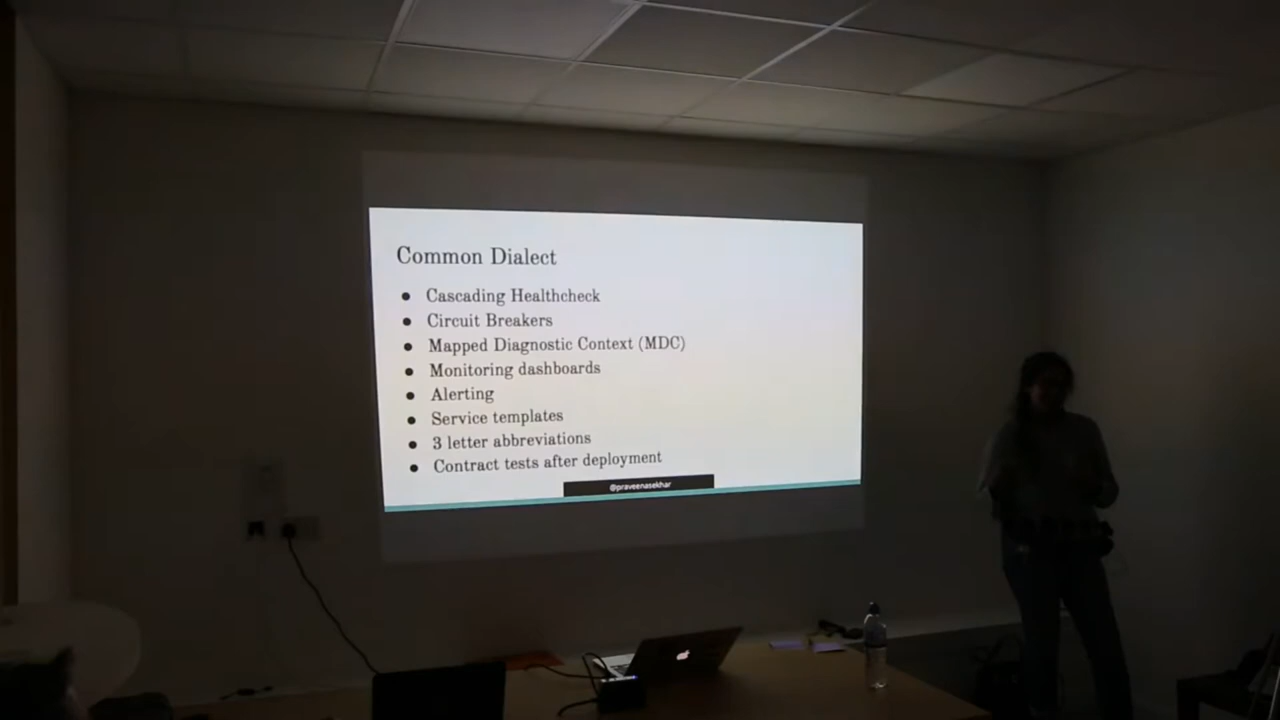 Common Dialect
● Cascading Healthcheck
● Circuit Breakers
● Mapped Diagnostic Context (MDC)
● Monitoring dashboards
● Alerting
● Service templates
● 3 letter abbreviations
● Contract tests after deployment
@praveenasekhar